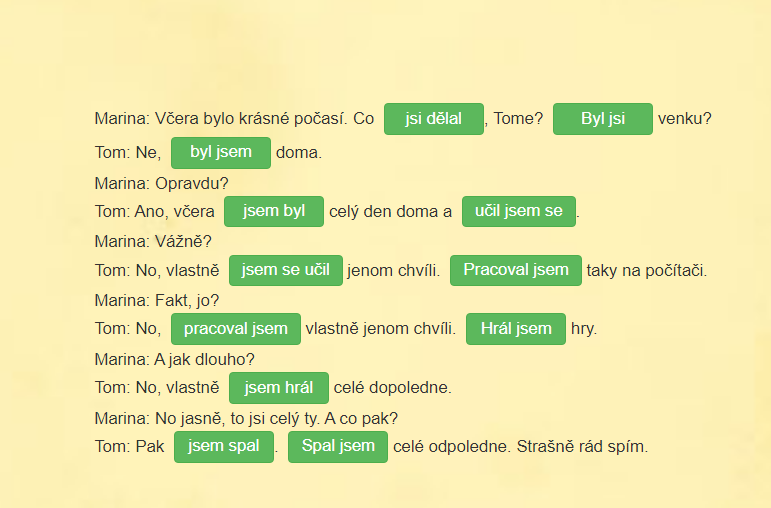 Marina: Včera bylo krásné počasí. Co jsi dělal, Tome? Byl jsi venku?
Tom: Ne, byl jsem doma.
Marina: Opravdu?
Tom: Ano, včera jsem byl celý den doma a učil jsem se.
Marina: Vážně?
Tom: No, vlastně jsem se učil jenom chvíli. Pracoval jsem taky na počítači.
Marina: Fakt, jo?
Tom: No, pracoval jsem vlastně jenom chvíli. Hrál jsem hry.
Marina: A jak dlouho?
Tom: No, vlastně jsem hrál celé dopoledne.
Marina: No jasně, to jsi celý ty. A co pak?
Tom: Pak jsem spal. Spal jsem celé odpoledne. Strašně rád spím.